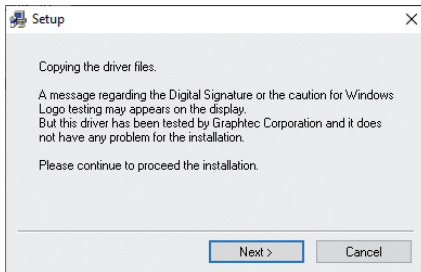 Setup
Copying the driver files.
A message regarding the Digital Signature or the caution for Windows
Logo testing may appears on the display.
But this driver has been tested by Graphtec Corporation and it does
not have any problem for the installation.
Please continue to proceed the installation.
Next >
Cancel